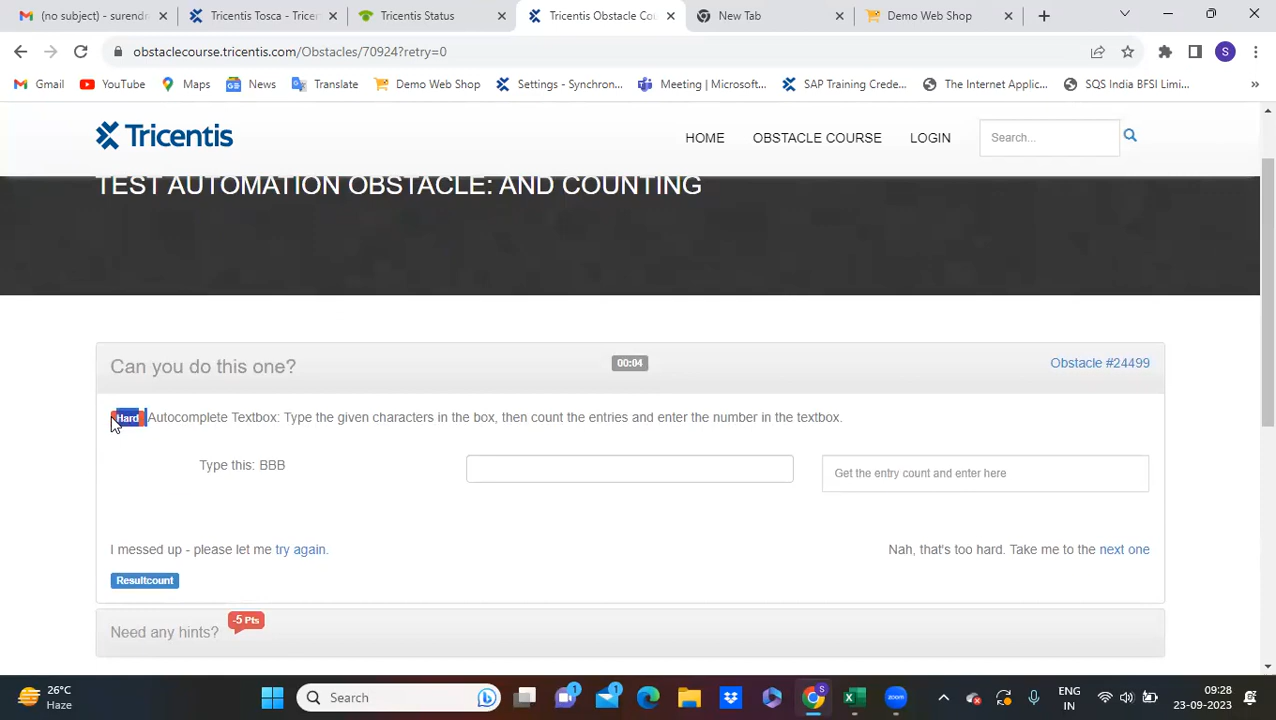 (no subject) - surendr
Tricentis Tosca - Tricen
Tricentis Status
Tricentis Obstacle Co
New Tab
Demo Web Shop
obstaclecourse.tricentis.com/Obstacles/70924?retry=0
S
Gmail
YouTube
Maps
News
Translate
Demo Web Shop
Settings - Synchron...
Meeting | Microsoft...
SAP Training Crede...
The Internet Applic...
SQS India BFSI Limi...
Tricentis
HOME
OBSTACLE COURSE
LOGIN
Search...
TEST AUTOMATION OBSTACLE: AND COUNTING
Can you do this one?
00:04
Obstacle #24499
Hard Autocomplete Textbox: Type the given characters in the box, then count the entries and enter the number in the textbox.
Type this: BBB
Get the entry count and enter here
I messed up - please let me try again.
Nah, that's too hard. Take me to the next one
Resultcount
Need any hints?
-5 Pts
26°C
Haze
Search
ENG
IN
09:28
23-09-2023